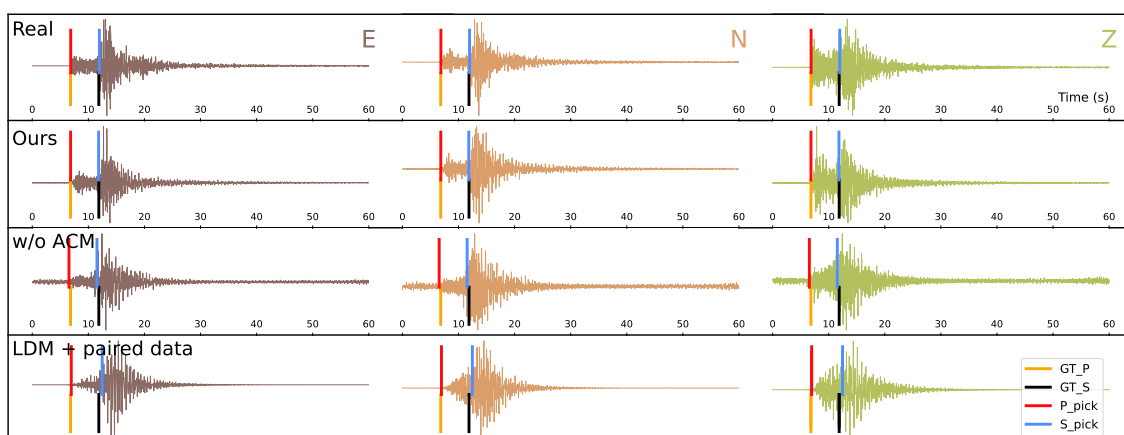 Real
E
N
Z
Time (s)
0 10 20 30 40 50 60 0 10 20 30 40 50 60 0 10 20 30 40 50 60
Ours
0 10 20 30 40 50 60 0 10 20 30 40 50 60 0 10 20 30 40 50 60
w/o ACM
0 10 20 30 40 50 60 0 10 20 30 40 50 60 0 10 20 30 40 50 60
LDM + paired data
GT_P
GT_S
P_pick
S_pick